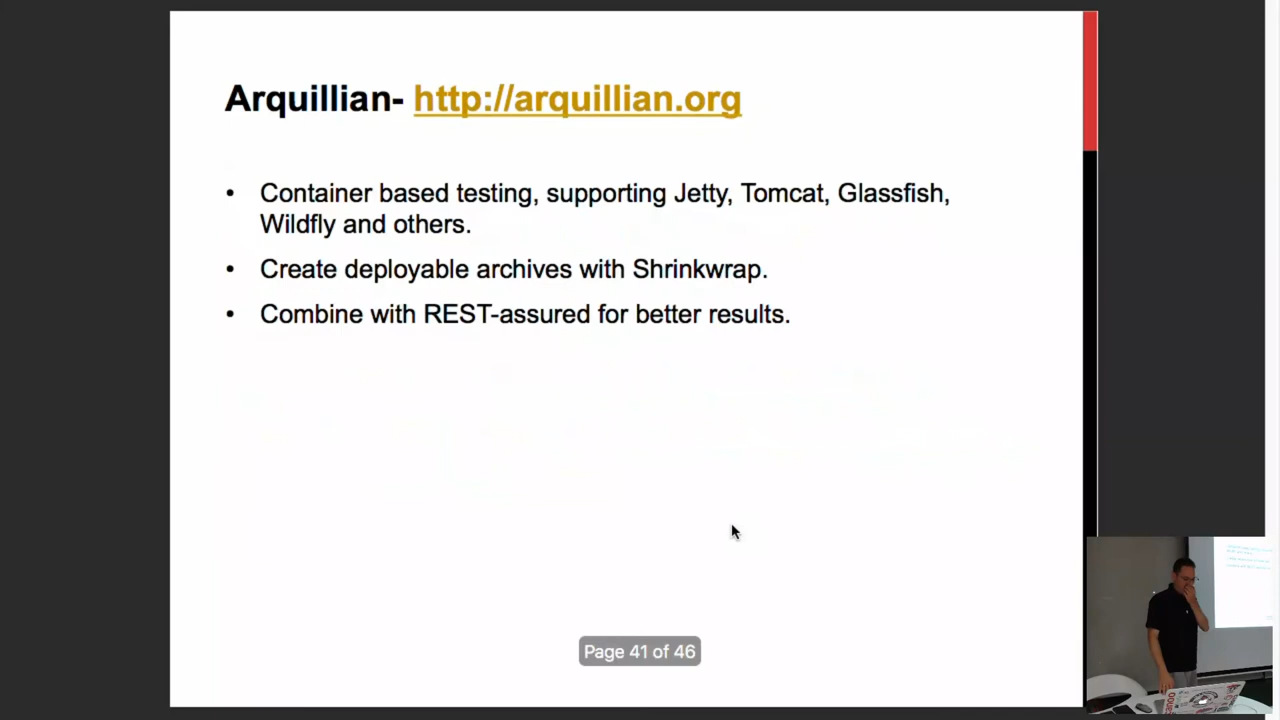 Arquillian- http://arquillian.org
• Container based testing, supporting Jetty, Tomcat, Glassfish,
Wildfly and others.
• Create deployable archives with Shrinkwrap.
• Combine with REST-assured for better results.
Page 41 of 46